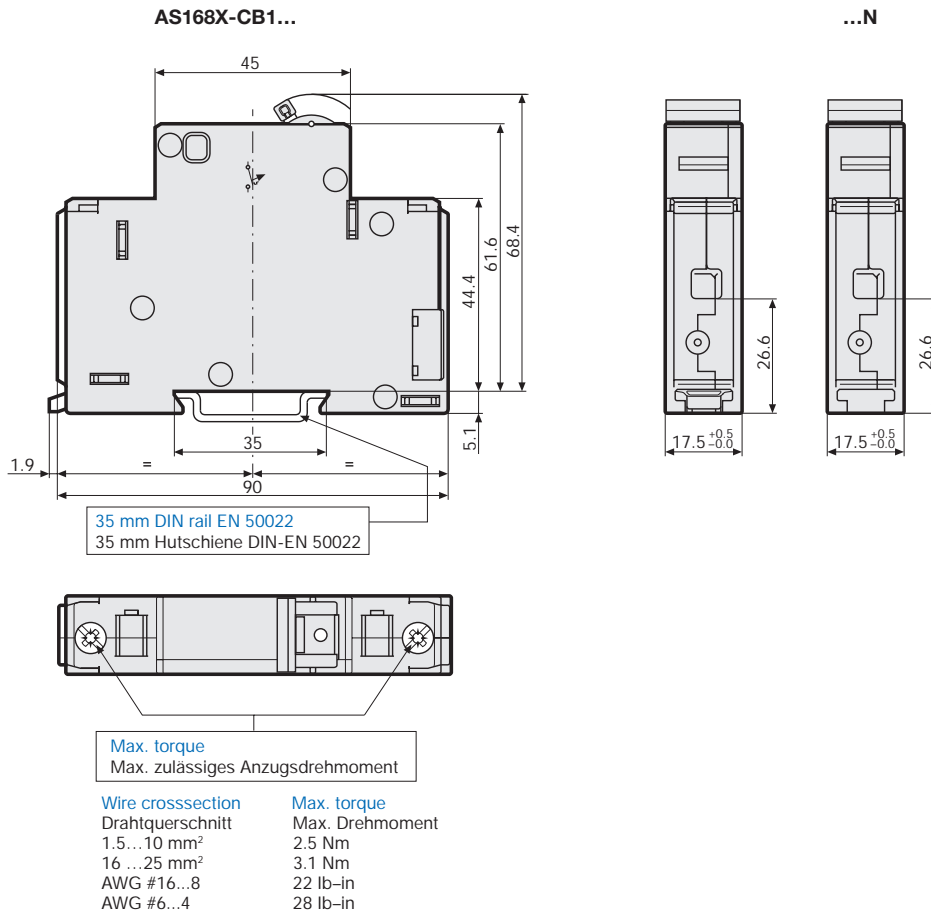 AS168X-CB1...
...N
45
68.4
61.6
44.4
5.1
26.6
26.6
35
1.9
=
=
90
17.5 +0.5 -0.0
17.5 +0.5 -0.0
35 mm DIN rail EN 50022
35 mm Hutschiene DIN-EN 50022
Max. torque
Max. zulässiges Anzugsdrehmoment
Wire crosssection Max. torque
Drahtquerschnitt Max. Drehmoment
1.5...10 mm² 2.5 Nm
16 ...25 mm² 3.1 Nm
AWG #16...8 22 lb–in
AWG #6...4 28 lb–in